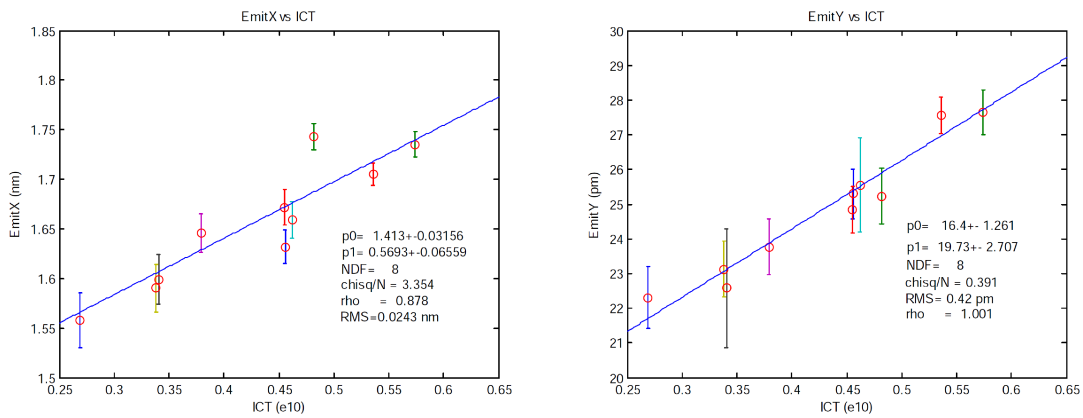 EmitX vs ICT
1.85
1.8
1.75
1.7
1.65
1.6
1.55
1.5
EmitX (nm)
0.25 0.3 0.35 0.4 0.45 0.5 0.55 0.6 0.65
ICT (e10)
p0= 1.413+-0.03156
p1= 0.5693+-0.06559
NDF= 8
chisq/N = 3.354
rho = 0.878
RMS=0.0243 nm
EmitY vs ICT
30
29
28
27
26
25
24
23
22
21
20
EmitY (pm)
0.25 0.30 0.35 0.40 0.45 0.5 0.55 0.6 0.65
ICT (e10)
p0= 16.4+- 1.261
p1= 19.73+- 2.707
NDF= 8
chisq/N = 0.391
RMS= 0.42 pm
rho = 1.001